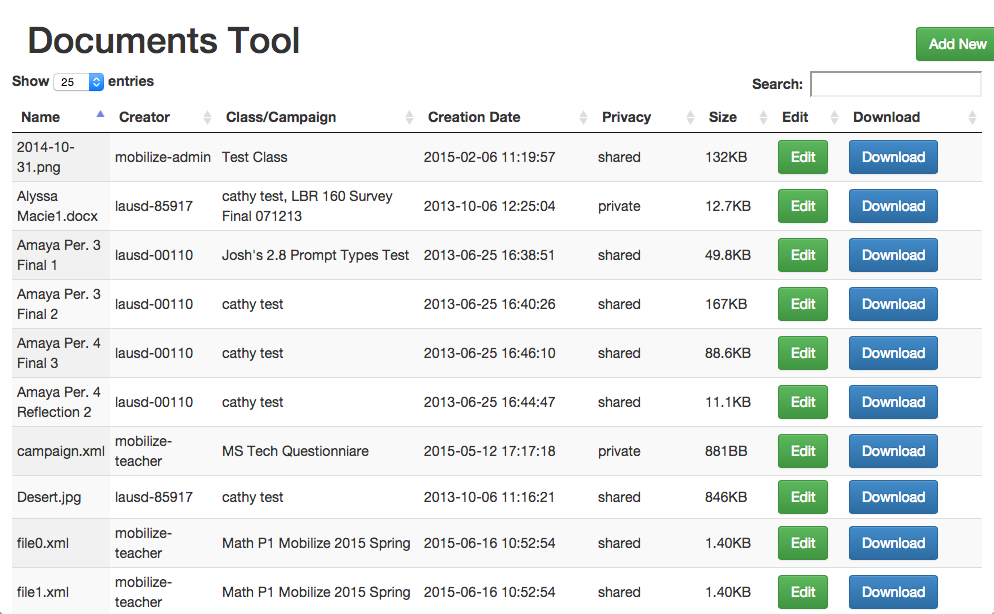 Documents Tool
Add New
Show 25 entries
Search:
Name Creator Class/Campaign Creation Date Privacy Size Edit Download
2014-10-
31.png mobilize-admin Test Class 2015-02-06 11:19:57 shared 132KB Edit Download
Alyssa
Macie1.docx lausd-85917 cathy test, LBR 160 Survey
Final 071213 2013-10-06 12:25:04 private 12.7KB Edit Download
Amaya Per. 3
Final 1 lausd-00110 Josh's 2.8 Prompt Types Test 2013-06-25 16:38:51 shared 49.8KB Edit Download
Amaya Per. 3
Final 2 lausd-00110 cathy test 2013-06-25 16:40:26 shared 167KB Edit Download
Amaya Per. 4
Final 3 lausd-00110 cathy test 2013-06-25 16:46:10 shared 88.6KB Edit Download
Amaya Per. 4
Reflection 2 lausd-00110 cathy test 2013-06-25 16:44:47 shared 11.1KB Edit Download
campaign.xml mobilize-
teacher MS Tech Questionniare 2015-05-12 17:17:18 private 881BB Edit Download
Desert.jpg lausd-85917 cathy test 2013-10-06 11:16:21 shared 846KB Edit Download
file0.xml mobilize-
teacher Math P1 Mobilize 2015 Spring 2015-06-16 10:52:54 shared 1.40KB Edit Download
file1.xml mobilize-
teacher Math P1 Mobilize 2015 Spring 2015-06-16 10:52:54 shared 1.40KB Edit Download